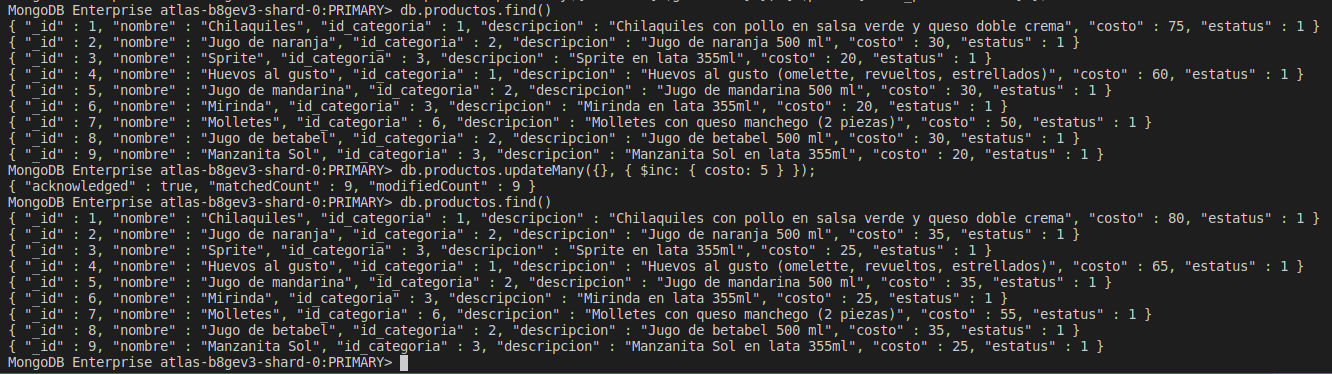 MongoDB Enterprise atlas-b8gev3-shard-0:PRIMARY> db.productos.find()
{ "_id" : 1, "nombre" : "Chilaquiles", "id_categoria" : 1, "descripcion" : "Chilaquiles con pollo en salsa verde y queso doble crema", "costo" : 75, "estatus" : 1 }
{ "_id" : 2, "nombre" : "Jugo de naranja", "id_categoria" : 2, "descripcion" : "Jugo de naranja 500 ml", "costo" : 30, "estatus" : 1 }
{ "_id" : 3, "nombre" : "Sprite", "id_categoria" : 3, "descripcion" : "Sprite en lata 355ml", "costo" : 20, "estatus" : 1 }
{ "_id" : 4, "nombre" : "Huevos al gusto", "id_categoria" : 1, "descripcion" : "Huevos al gusto (omelette, revueltos, estrellados)", "costo" : 60, "estatus" : 1 }
{ "_id" : 5, "nombre" : "Jugo de mandarina", "id_categoria" : 2, "descripcion" : "Jugo de mandarina 500 ml", "costo" : 30, "estatus" : 1 }
{ "_id" : 6, "nombre" : "Mirinda", "id_categoria" : 3, "descripcion" : "Mirinda en lata 355ml", "costo" : 20, "estatus" : 1 }
{ "_id" : 7, "nombre" : "Molletes", "id_categoria" : 6, "descripcion" : "Molletes con queso manchego (2 piezas)", "costo" : 50, "estatus" : 1 }
{ "_id" : 8, "nombre" : "Jugo de betabel", "id_categoria" : 2, "descripcion" : "Jugo de betabel 500 ml", "costo" : 30, "estatus" : 1 }
{ "_id" : 9, "nombre" : "Manzanita Sol", "id_categoria" : 3, "descripcion" : "Manzanita Sol en lata 355ml", "costo" : 20, "estatus" : 1 }
MongoDB Enterprise atlas-b8gev3-shard-0:PRIMARY> db.productos.updateMany({}, { $inc: { costo: 5 } });
{ "acknowledged" : true, "matchedCount" : 9, "modifiedCount" : 9 }
MongoDB Enterprise atlas-b8gev3-shard-0:PRIMARY> db.productos.find()
{ "_id" : 1, "nombre" : "Chilaquiles", "id_categoria" : 1, "descripcion" : "Chilaquiles con pollo en salsa verde y queso doble crema", "costo" : 80, "estatus" : 1 }
{ "_id" : 2, "nombre" : "Jugo de naranja", "id_categoria" : 2, "descripcion" : "Jugo de naranja 500 ml", "costo" : 35, "estatus" : 1 }
{ "_id" : 3, "nombre" : "Sprite", "id_categoria" : 3, "descripcion" : "Sprite en lata 355ml", "costo" : 25, "estatus" : 1 }
{ "_id" : 4, "nombre" : "Huevos al gusto", "id_categoria" : 1, "descripcion" : "Huevos al gusto (omelette, revueltos, estrellados)", "costo" : 65, "estatus" : 1 }
{ "_id" : 5, "nombre" : "Jugo de mandarina", "id_categoria" : 2, "descripcion" : "Jugo de mandarina 500 ml", "costo" : 35, "estatus" : 1 }
{ "_id" : 6, "nombre" : "Mirinda", "id_categoria" : 3, "descripcion" : "Mirinda en lata 355ml", "costo" : 25, "estatus" : 1 }
{ "_id" : 7, "nombre" : "Molletes", "id_categoria" : 6, "descripcion" : "Molletes con queso manchego (2 piezas)", "costo" : 55, "estatus" : 1 }
{ "_id" : 8, "nombre" : "Jugo de betabel", "id_categoria" : 2, "descripcion" : "Jugo de betabel 500 ml", "costo" : 35, "estatus" : 1 }
{ "_id" : 9, "nombre" : "Manzanita Sol", "id_categoria" : 3, "descripcion" : "Manzanita Sol en lata 355ml", "costo" : 25, "estatus" : 1 }
MongoDB Enterprise atlas-b8gev3-shard-0:PRIMARY>